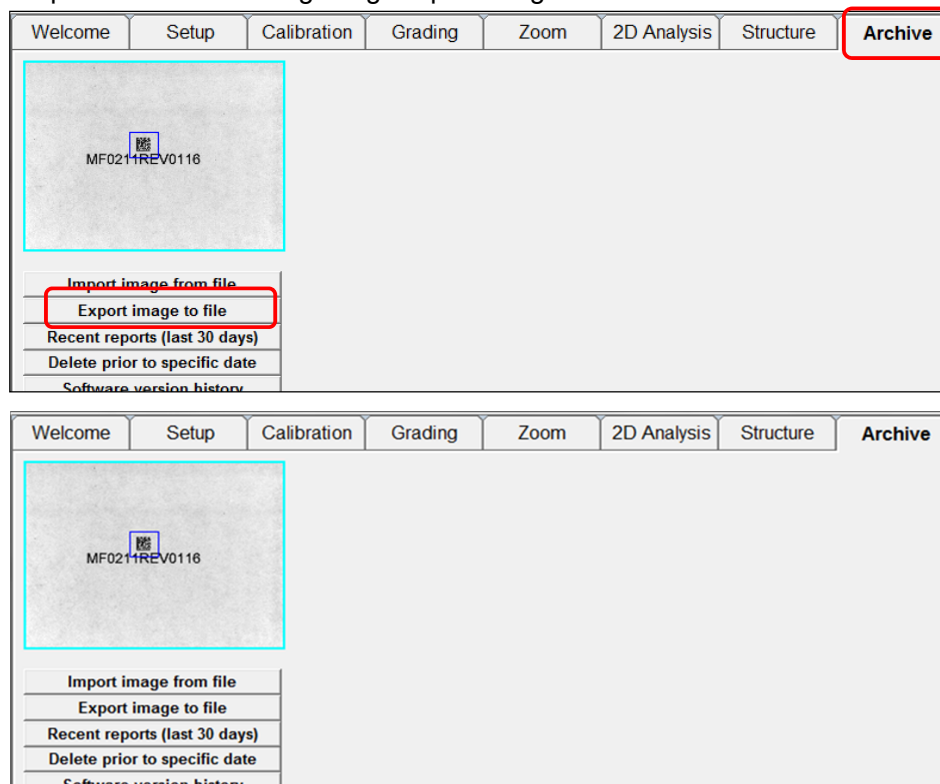 Welcome Setup Calibration Grading Zoom 2D Analysis Structure Archive
MF0211REV0116
Import image from file
Export image to file
Recent reports (last 30 days)
Delete prior to specific date
Software version history
Welcome Setup Calibration Grading Zoom 2D Analysis Structure Archive
MF0211REV0116
Import image from file
Export image to file
Recent reports (last 30 days)
Delete prior to specific date
Software version history